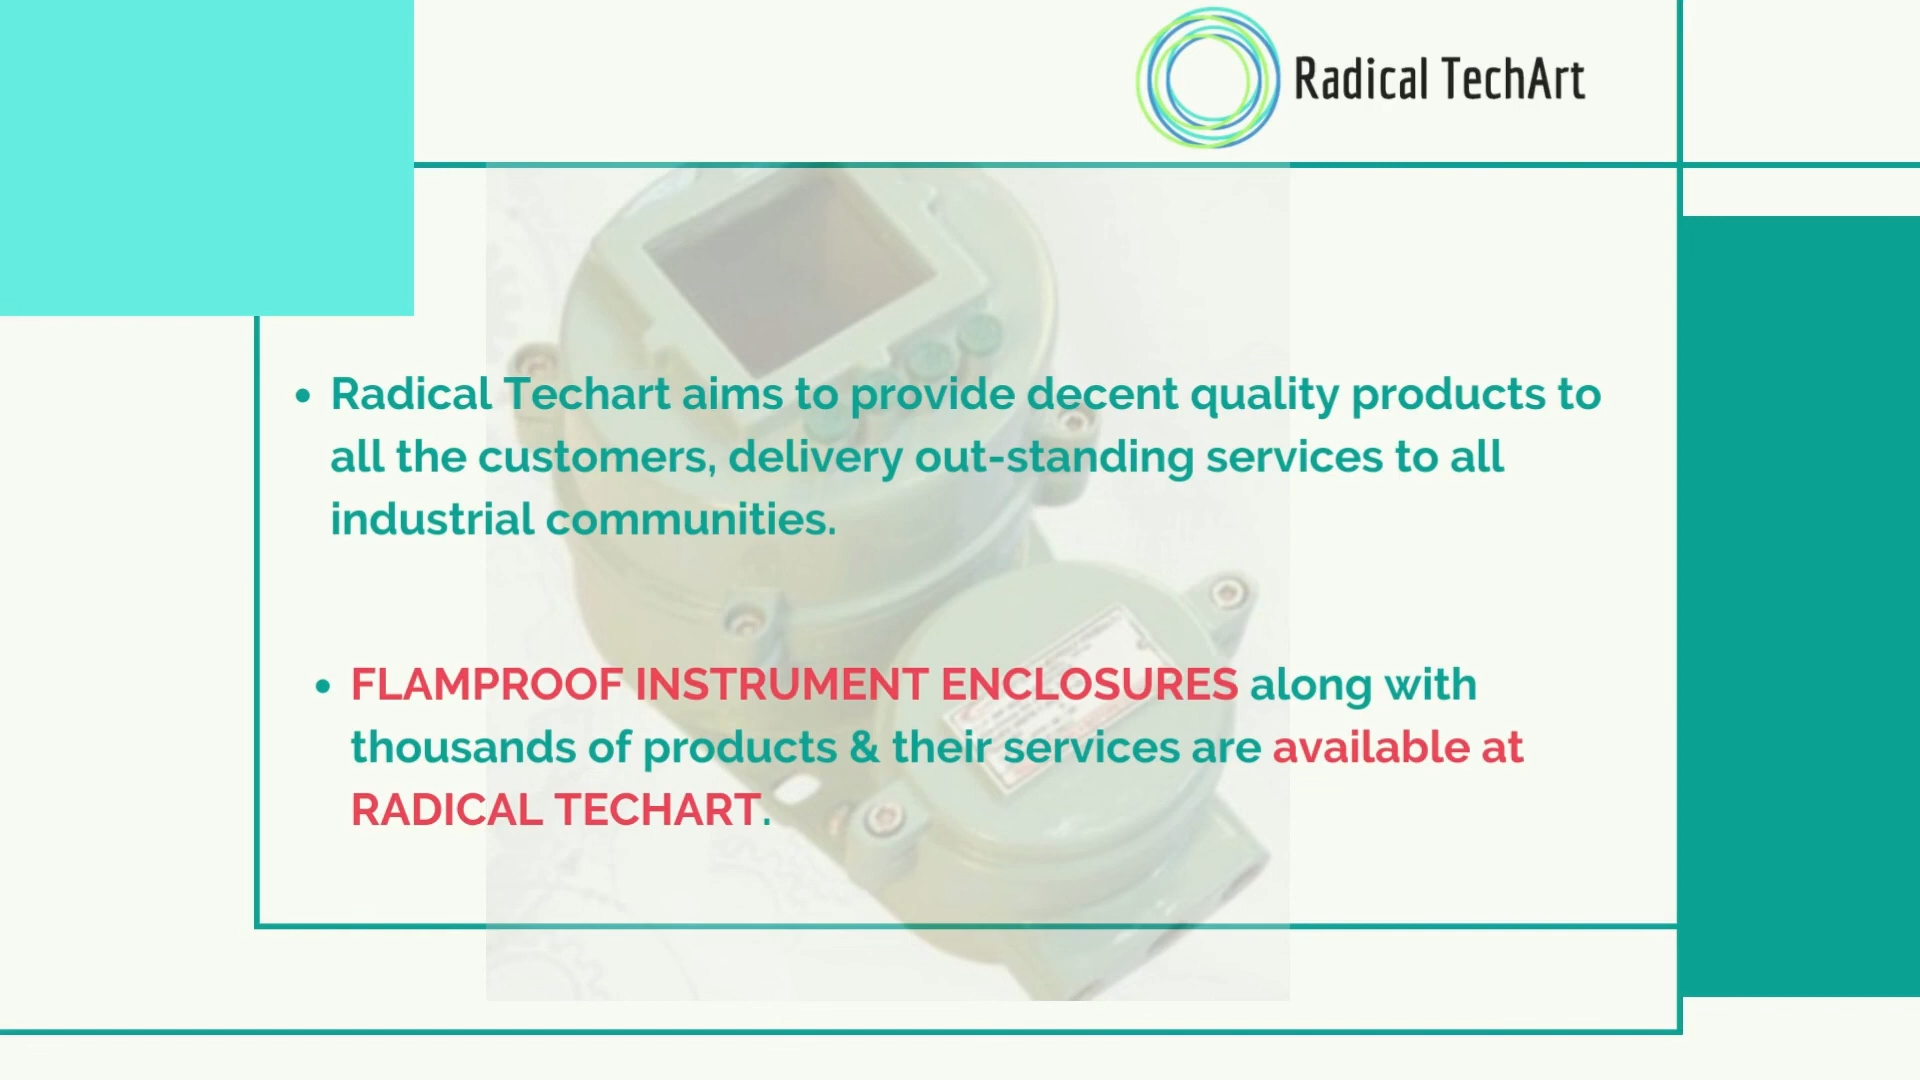 Radical TechArt
• Radical Techart aims to provide decent quality products to
all the customers, delivery out-standing services to all
industrial communities.
• FLAMPROOF INSTRUMENT ENCLOSURES along with
thousands of products & their services are available at
RADICAL TECHART.